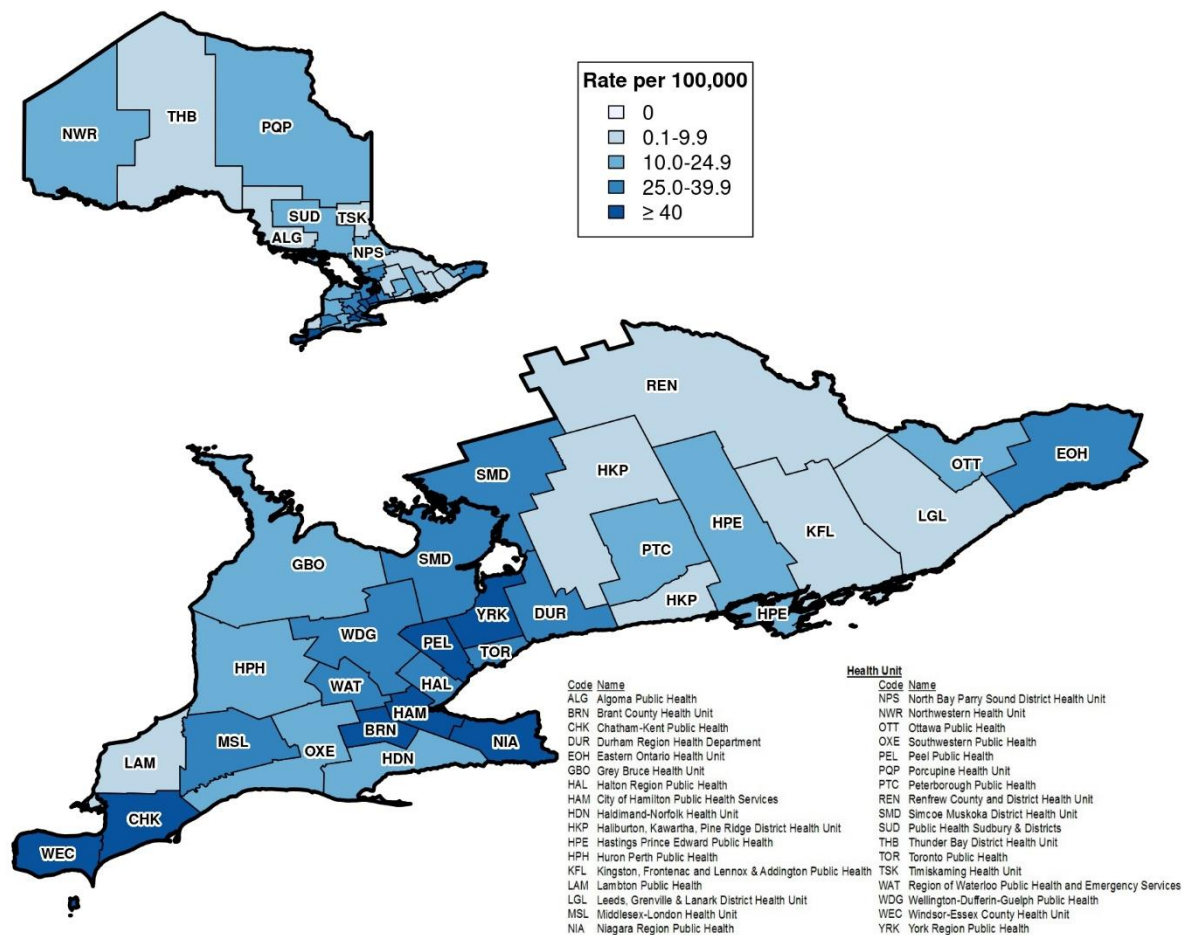 Rate per 100,000
0
0.1-9.9
10.0-24.9
25.0-39.9
≥ 40
NWR
THB
PQP
SUD
TSK
ALG
NPS
REN
SMD
HKP
OTT
EOH
HPE
KFL
LGL
PTC
GBO
SMD
HKP
HPE
YRK
DUR
WDG
PEL
TOR
HPH
WAT
HAL
HAM
BRN
NIA
MSL
OXE
HDN
LAM
CHK
WEC
Health Unit
Code Name
ALG Algoma Public Health
BRN Brant County Health Unit
CHK Chatham-Kent Public Health
DUR Durham Region Health Department
EOH Eastern Ontario Health Unit
GBO Grey Bruce Health Unit
HAL Halton Region Public Health
HAM City of Hamilton Public Health Services
HDN Haldimand-Norfolk Health Unit
HKP Haliburton, Kawartha, Pine Ridge District Health Unit
HPE Hastings Prince Edward Public Health
HPH Huron Perth Public Health
KFL Kingston, Frontenac and Lennox & Addington Public Health
LAM Lambton Public Health
LGL Leeds, Grenville & Lanark District Health Unit
MSL Middlesex-London Health Unit
NIA Niagara Region Public Health
Code Name
NPS North Bay Parry Sound District Health Unit
NWR Northwestern Health Unit
OTT Ottawa Public Health
OXE Southwestern Public Health
PEL Peel Public Health
PQP Porcupine Health Unit
PTC Peterborough Public Health
REN Renfrew County and District Health Unit
SMD Simcoe Muskoka District Health Unit
SUD Public Health Sudbury & Districts
THB Thunder Bay District Health Unit
TOR Toronto Public Health
TSK Timiskaming Health Unit
WAT Region of Waterloo Public Health and Emergency Services
WDG Wellington-Dufferin-Guelph Public Health
WEC Windsor-Essex County Health Unit
YRK York Region Public Health